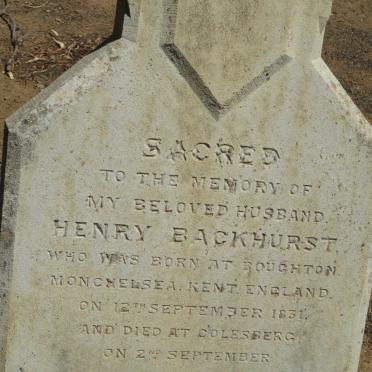 SACRED
TO THE MEMORY OF
MY BELOVED HUSBAND
HENRY BACKHURST.
WHO WAS BORN AT BOUGHTON
MONCHELSEA. KENT. ENGLAND.
ON 12TH SEPTEMBER 1831.
AND DIED AT COLESBERG
ON 2ND SEPTEMBER